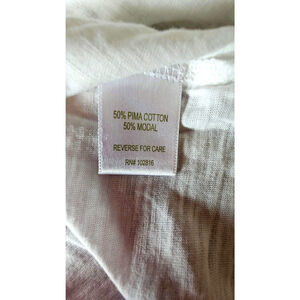 50% PIMA COTTON
50% MODAL
REVERSE FOR CARE
RN# 102816